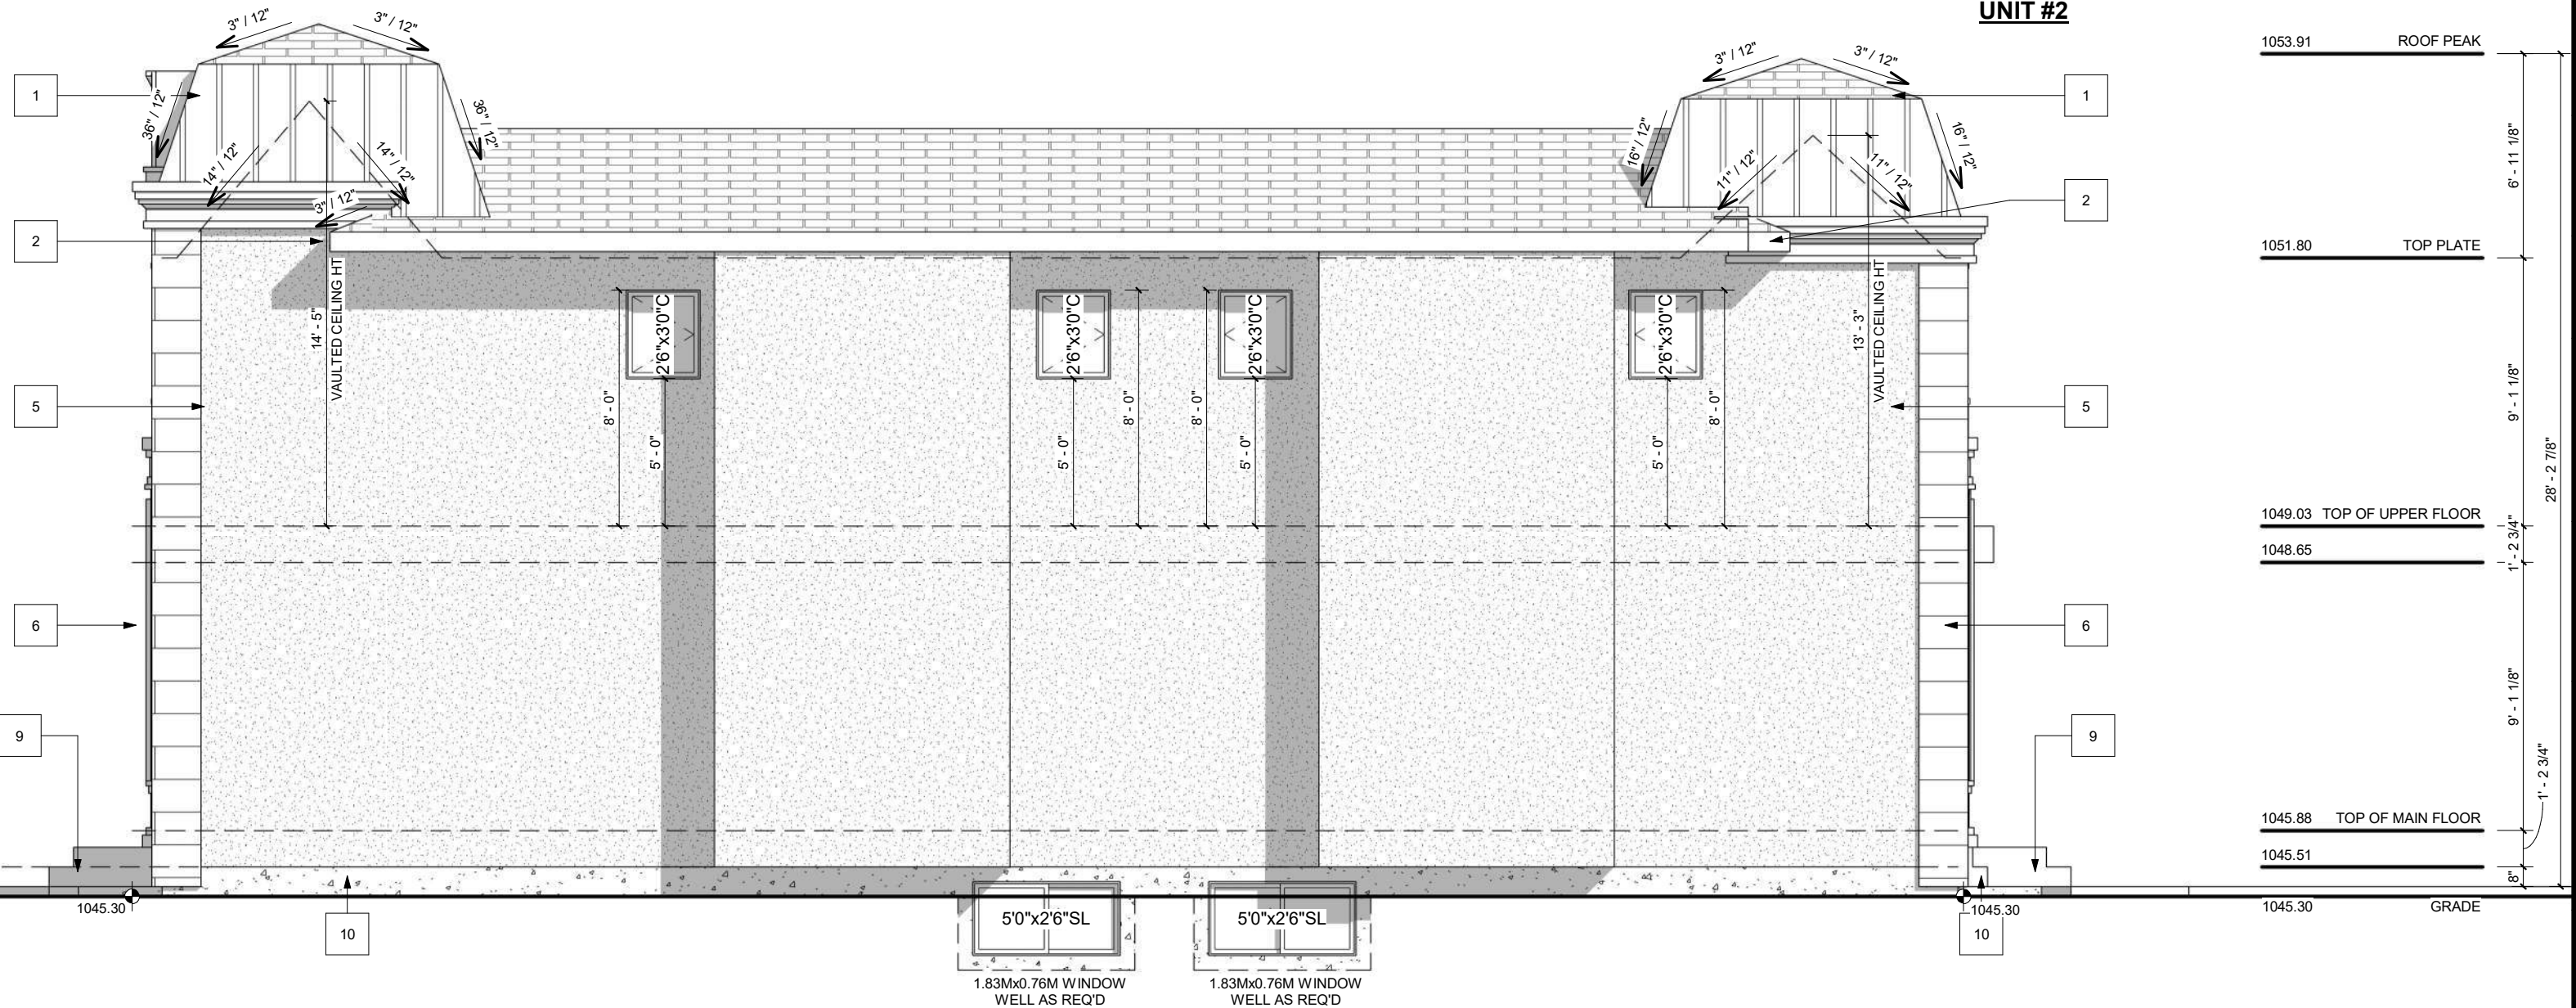 UNIT #2
3" / 12"
3" / 12"
3" / 12"
3" / 12"
1053.91 ROOF PEAK
1
1
36" / 12"
36" / 12"
16" / 12"
16" / 12"
14" / 12"
14" / 12"
11" / 12"
11" / 12"
6' - 11 1/8"
3" / 12"
2
2
1051.80 TOP PLATE
14' - 5"
VAULTED CEILING HT
2'6"x3'0"C
2'6"x3'0"C
2'6"x3'0"C
2'6"x3'0"C
13' - 3"
VAULTED CEILING HT
5
8' - 0"
5' - 0"
5' - 0"
8' - 0"
8' - 0"
5' - 0"
5' - 0"
8' - 0"
5
9' - 1 1/8"
28' - 2 7/8"
1049.03 TOP OF UPPER FLOOR
1' - 2 3/4"
1048.65
6
6
9' - 1 1/8"
9
9
1' - 2 3/4"
1045.88 TOP OF MAIN FLOOR
1045.51
8"
1045.30
1045.30
1045.30 GRADE
10
5'0"x2'6"SL
5'0"x2'6"SL
10
1.83Mx0.76M WINDOW
WELL AS REQ'D
1.83Mx0.76M WINDOW
WELL AS REQ'D